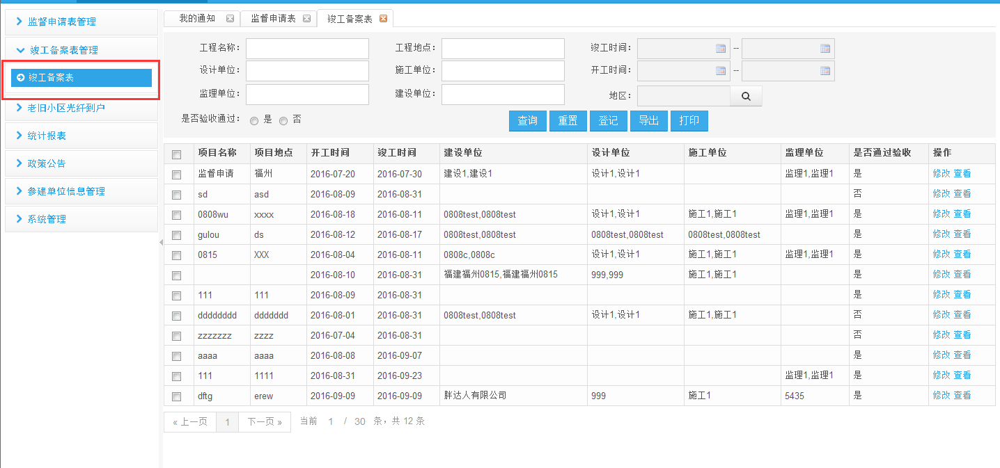 监督申请表管理
竣工备案表管理
竣工备案表
老旧小区光纤到户
统计报表
政策公告
参建单位信息管理
系统管理
我的通知 监督申请表 竣工备案表
工程名称： 工程地点： 竣工时间： --
设计单位： 施工单位： 开工时间： --
监理单位： 建设单位： 地区：
是否验收通过： 是 否 查询 重置 登记 导出 打印
项目名称 项目地点 开工时间 竣工时间 建设单位 设计单位 施工单位 监理单位 是否通过验收 操作
监督申请 福州 2016-07-20 2016-07-30 建设1,建设1 设计1,设计1 监理1,监理1 是 修改 查看
sd asd 2016-08-09 2016-08-31 否 修改 查看
0808wu xxxx 2016-08-18 2016-08-11 0808test,0808test 设计1,设计1 施工1,施工1 监理1,监理1 是 修改 查看
gulou ds 2016-08-12 2016-08-17 0808test,0808test 0808test,0808test 0808test,0808test 是 修改 查看
0815 XXX 2016-08-04 2016-08-11 0808c,0808c 设计1,设计1 施工1,施工1 监理1,监理1 是 修改 查看
2016-08-10 2016-08-31 福建福州0815,福建福州0815 999,999 施工1,施工1 是 修改 查看
111 111 2016-08-09 2016-08-31 是 修改 查看
dddddddd ddddddd 2016-08-01 2016-08-31 0808test,0808test 设计1,设计1 施工1,施工1 否 修改 查看
zzzzzzz zzzz 2016-07-04 2016-08-31 否 修改 查看
aaaa aaaa 2016-08-08 2016-09-07 是 修改 查看
111 1111 2016-08-31 2016-09-23 监理1,监理1 是 修改 查看
dftg erew 2016-09-09 2016-09-09 胖达人有限公司 999 施工1 5435 是 修改 查看
« 上一页 1 下一页 » 当前 1 / 30 条，共 12 条